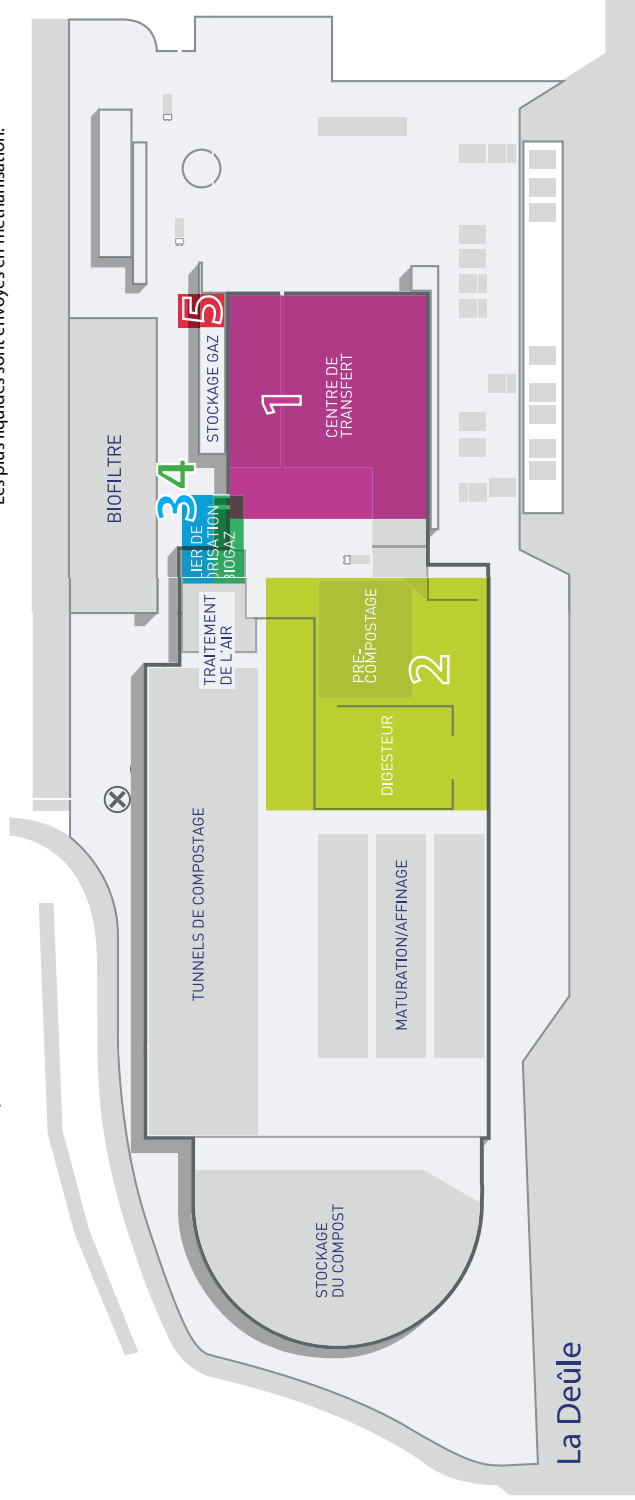 Les plus liquides sont envoyés en méthanisation.
BIOFILTRE
3
4
5
TUNNELS DE COMPOSTAGE
TRAITEMENT
DE L'AIR
IER DE
ORISATION
BIOGAZ
STOCKAGE GAZ
1
CENTRE DE
TRANSFERT
STOCKAGE
DU COMPOST
MATURATION/AFFINAGE
DIGESTEUR
PRE-
COMPOSTAGE
2
La Deûle